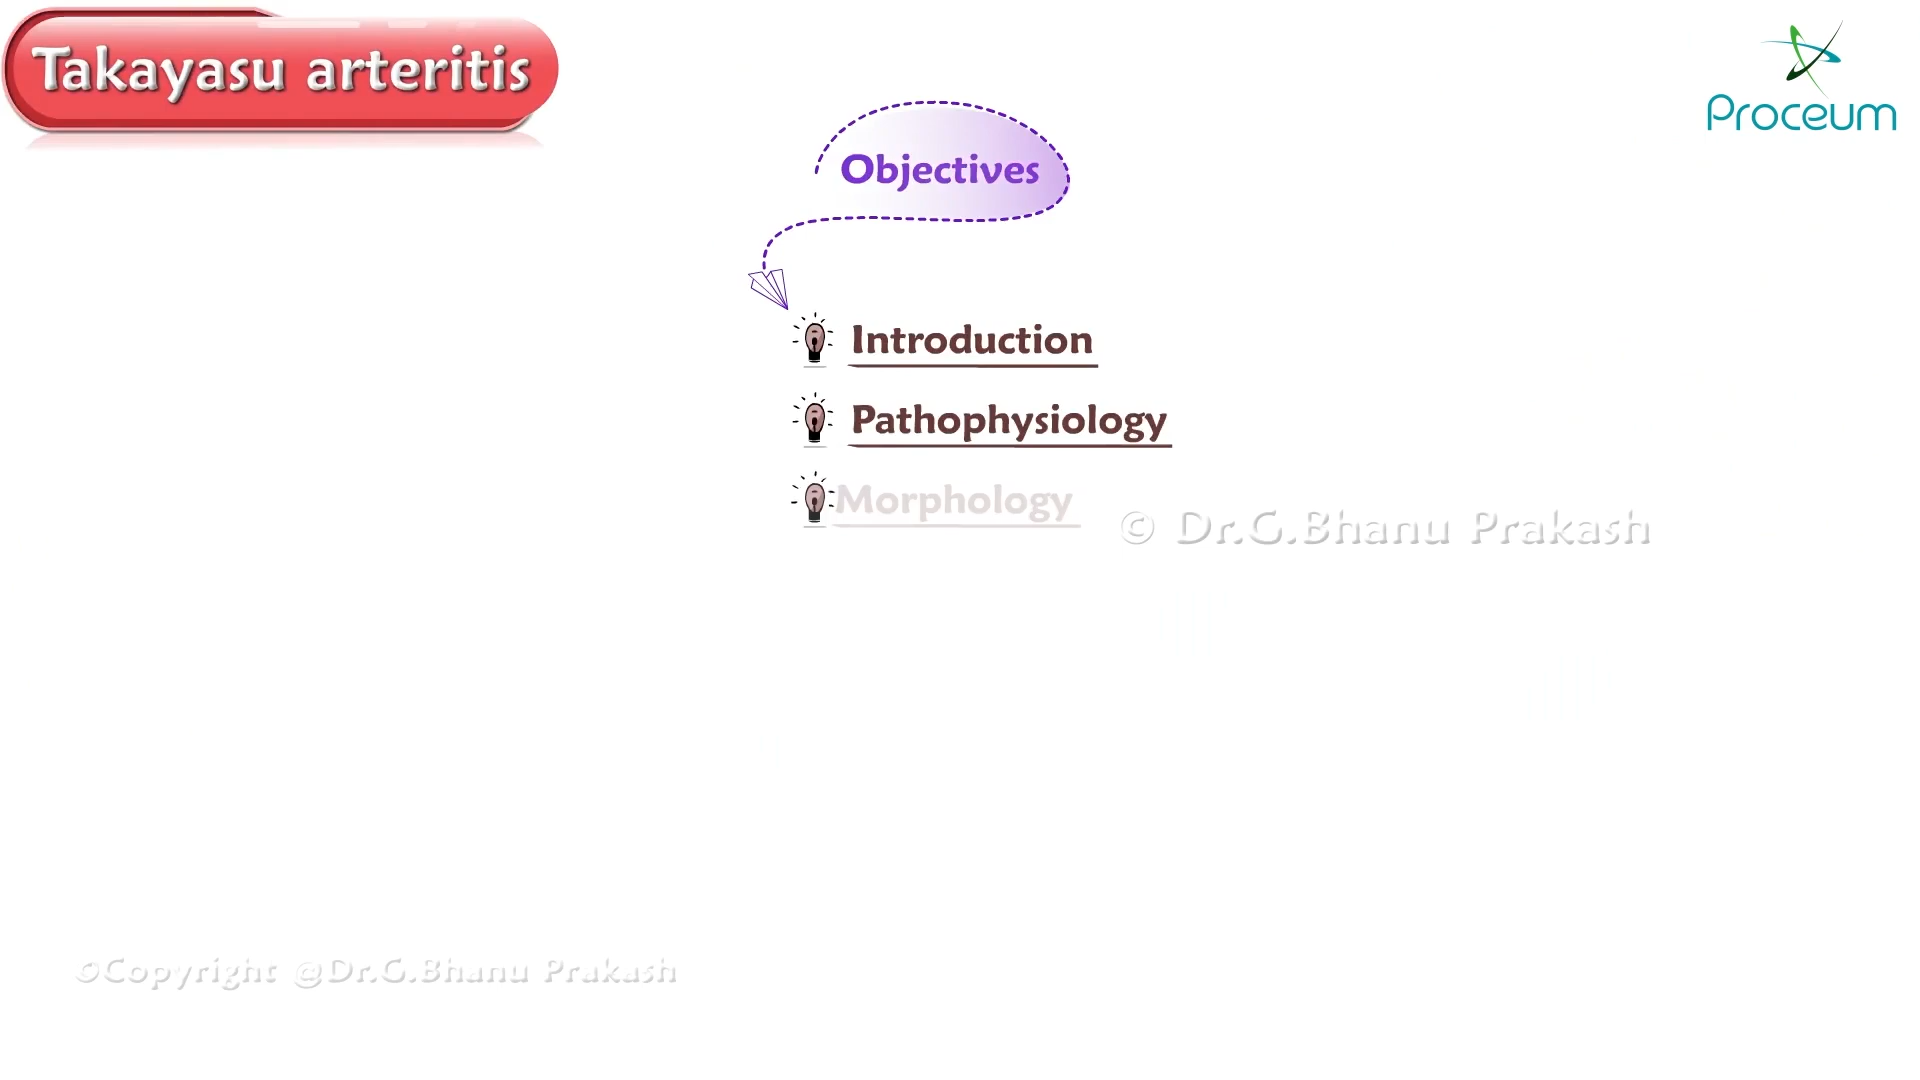 Takayasu arteritis
Proceum
Objectives
Introduction
Pathophysiology
Morphology
© Dr.G.Bhanu Prakash
©Copyright @Dr.G.Bhanu Prakash